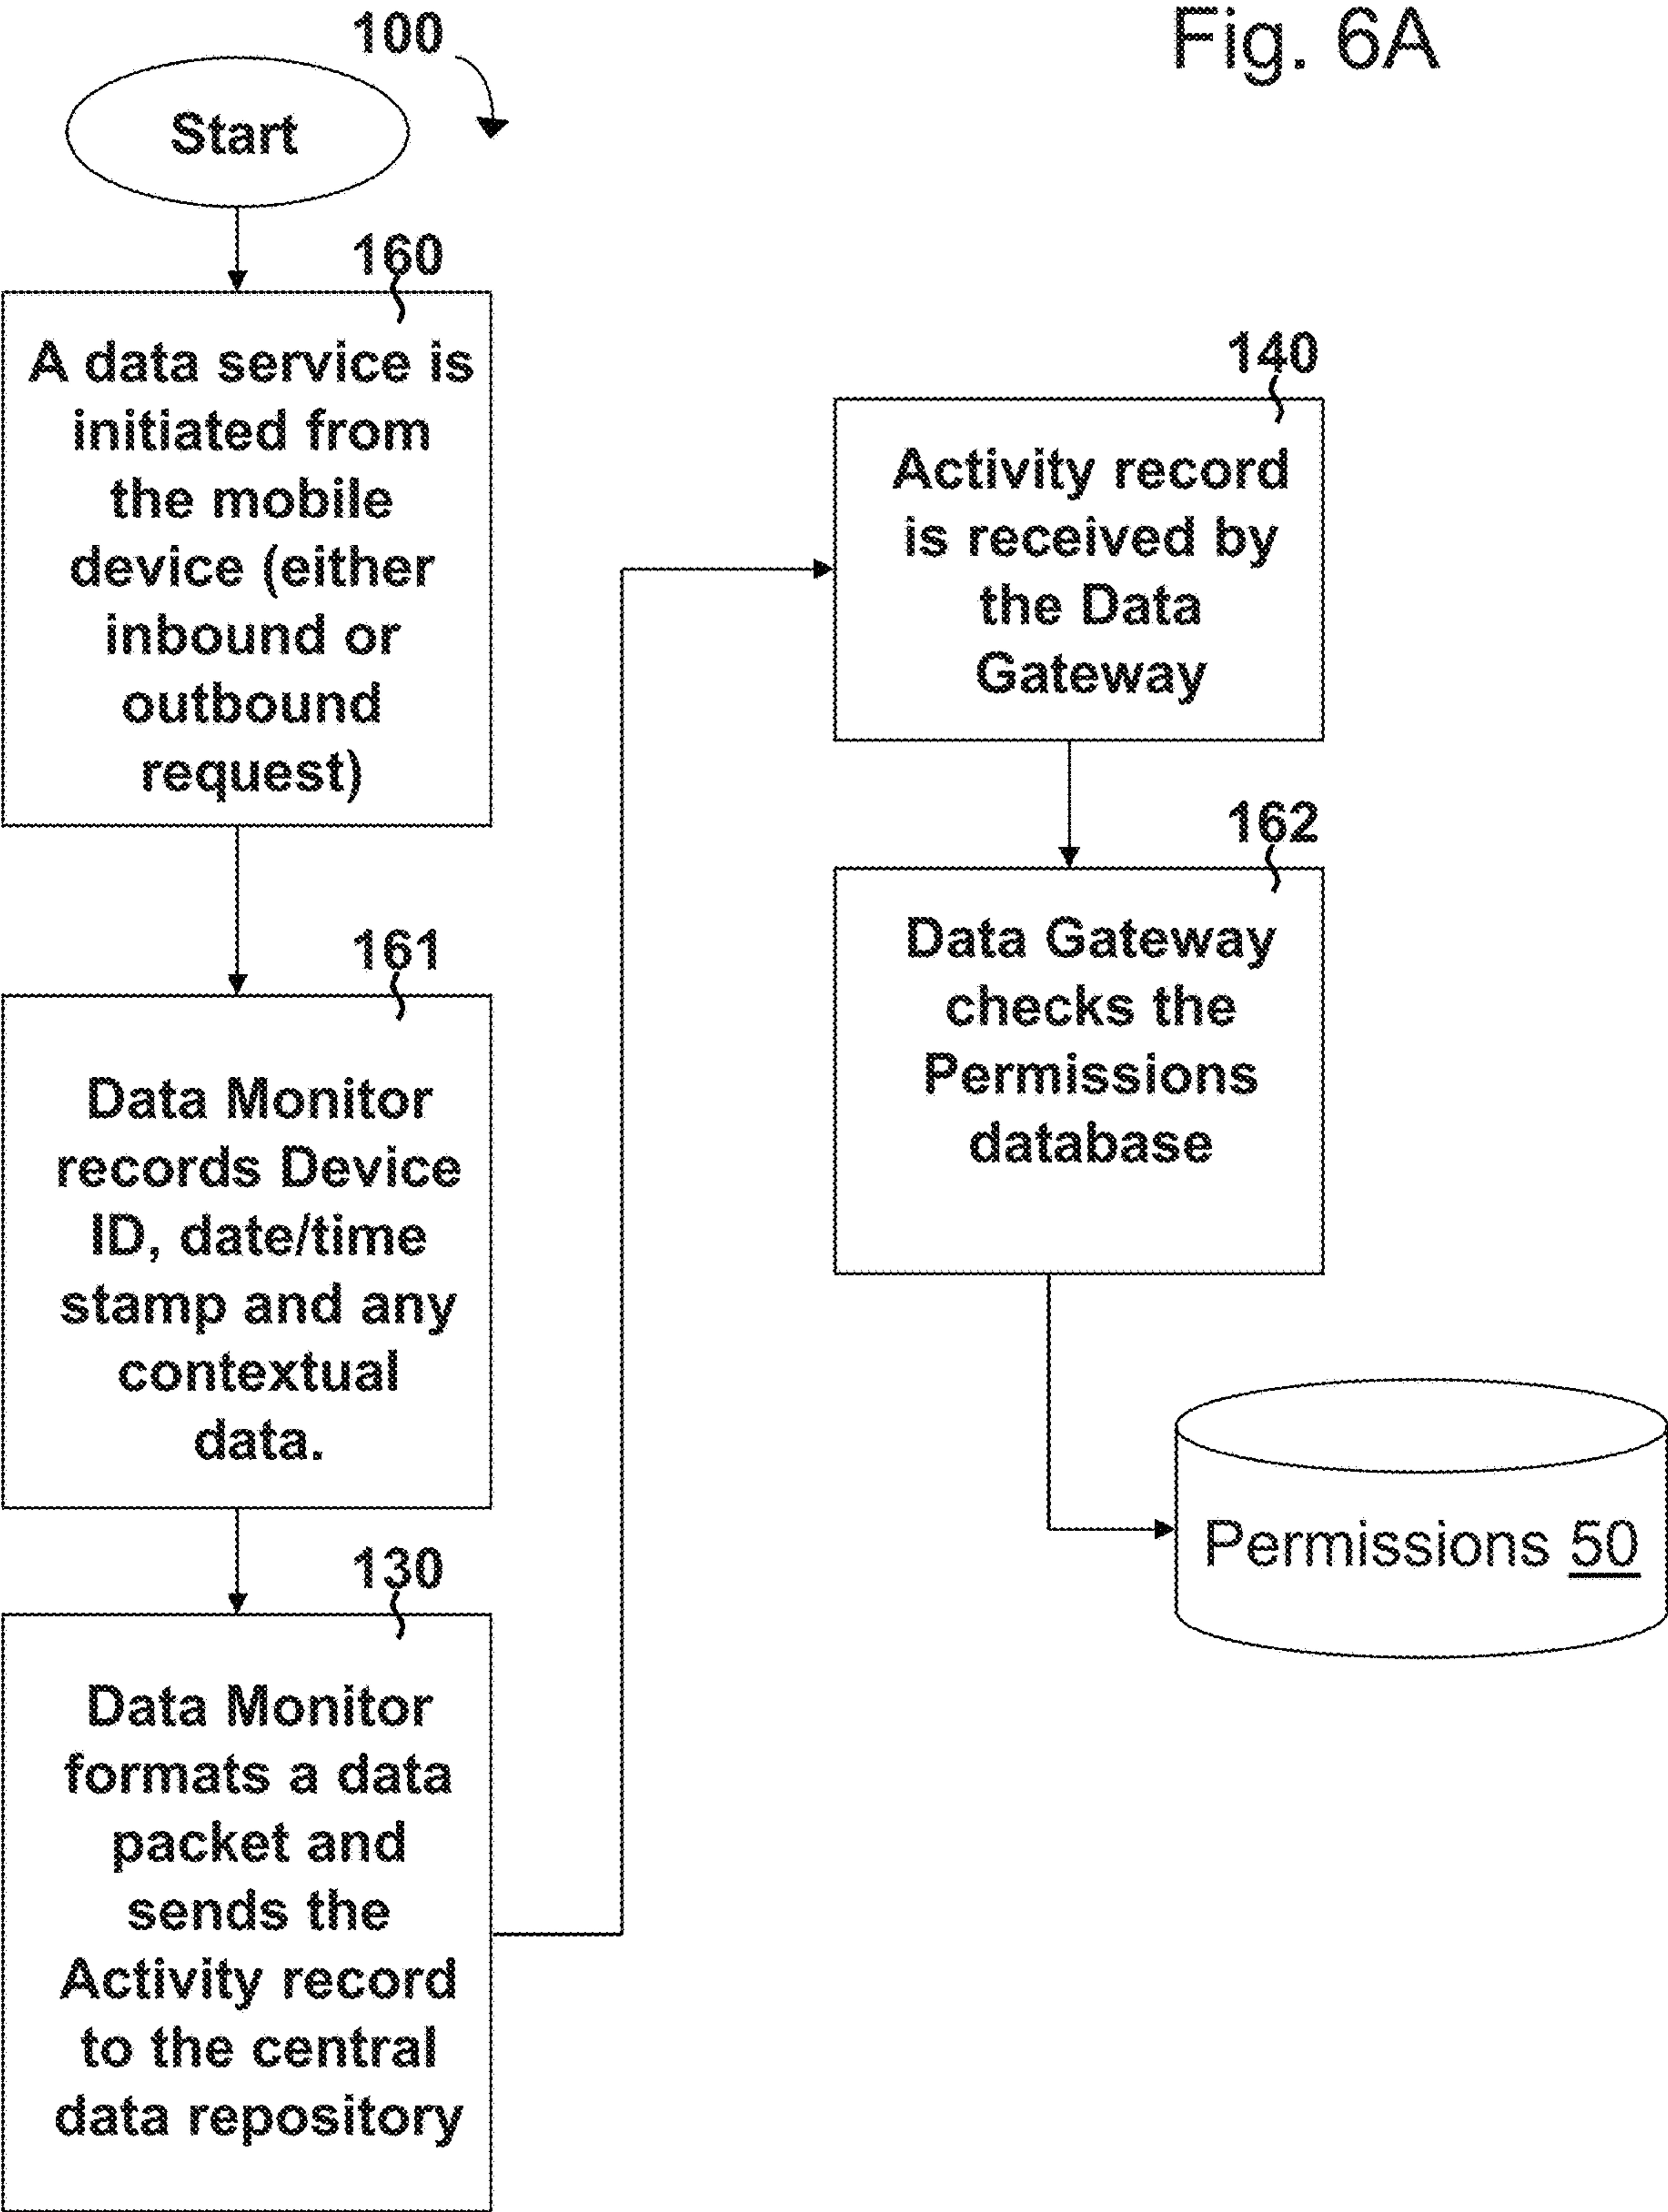 Fig. 6A
100
Start
160
A data service is
initiated from
the mobile
device (either
inbound or
outbound
request)
161
Data Monitor
records Device
ID, date/time
stamp and any
contextual
data.
130
Data Monitor
formats a data
packet and
sends the
Activity record
to the central
data repository
140
Activity record
is received by
the Data
Gateway
162
Data Gateway
checks the
Permissions
database
Permissions 50